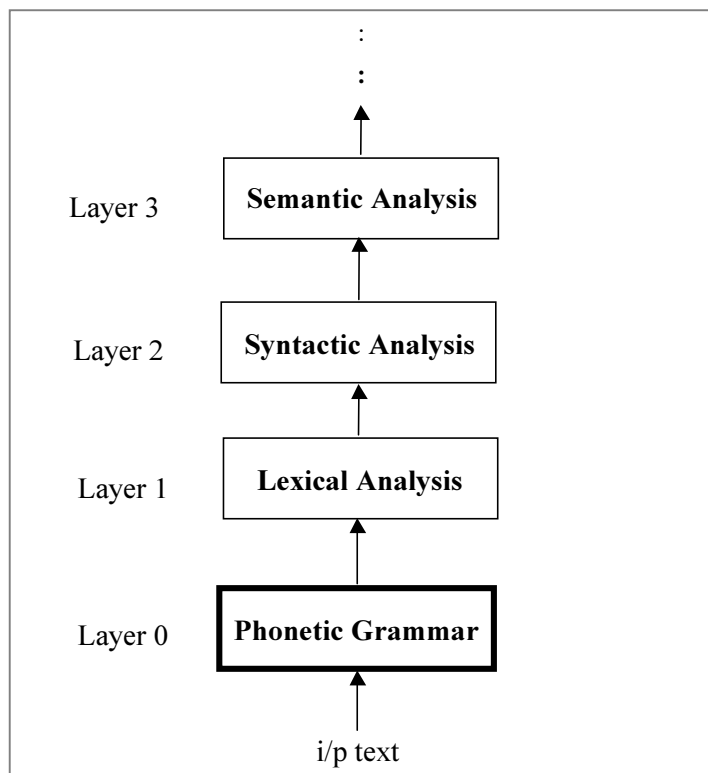 :
:
Layer 3 Semantic Analysis
Layer 2 Syntactic Analysis
Layer 1 Lexical Analysis
Layer 0 Phonetic Grammar
i/p text